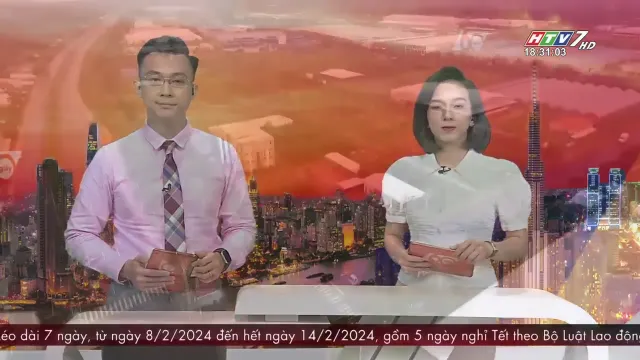 HTV7 HD
18:31:03
éo dài 7 ngày, từ ngày 8/2/2024 đến hết ngày 14/2/2024, gồm 5 ngày nghỉ Tết theo Bộ Luật Lao độn